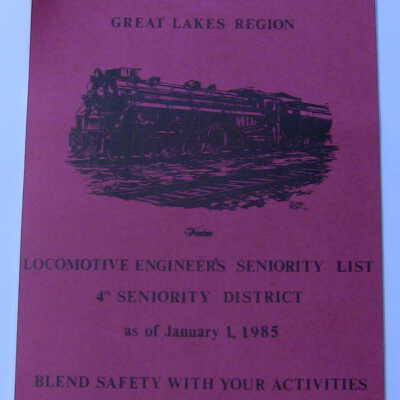 GREAT LAKES REGION
LOCOMOTIVE ENGINEER'S SENIORITY LIST
4th SENIORITY DISTRICT
as of January 1, 1985
BLEND SAFETY WITH YOUR ACTIVITIES